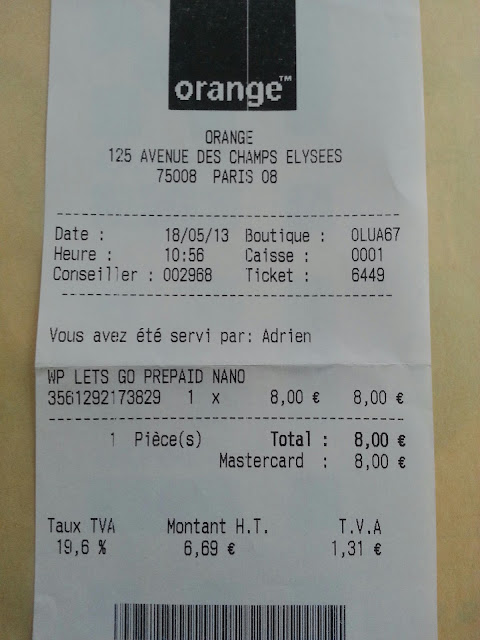 orange™
ORANGE
125 AVENUE DES CHAMPS ELYSEES
75008 PARIS 08
Date : 18/05/13 Boutique : OLUA67
Heure : 10:56 Caisse : 0001
Conseiller : 002968 Ticket : 6449
Vous avez été servi par: Adrien
WP LETS GO PREPAID NANO
3561292173829 1 x 8,00 € 8,00 €
1 Pièce(s) Total : 8,00 €
Mastercard : 8,00 €
Taux TVA Montant H.T. T.V.A
19,6 % 6,69 € 1,31 €